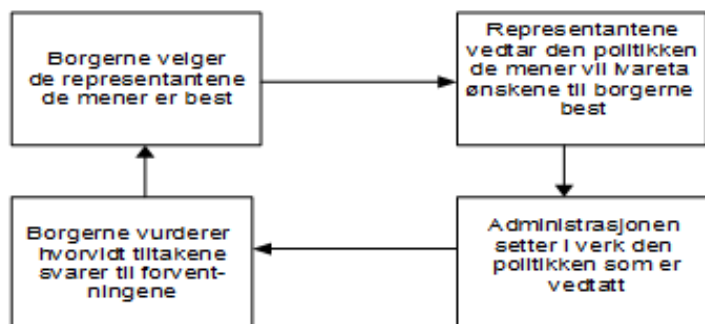 Borgerne velger
de representantene
de mener er best
Representantene
vedtar den politikken
de mener vil ivareta
ønskene til borgerne
best
Administrasjonen
setter i verk den
politikken som er
vedtatt
Borgerne vurderer
hvorvidt tiltakene
svarer til forvent-
ningene